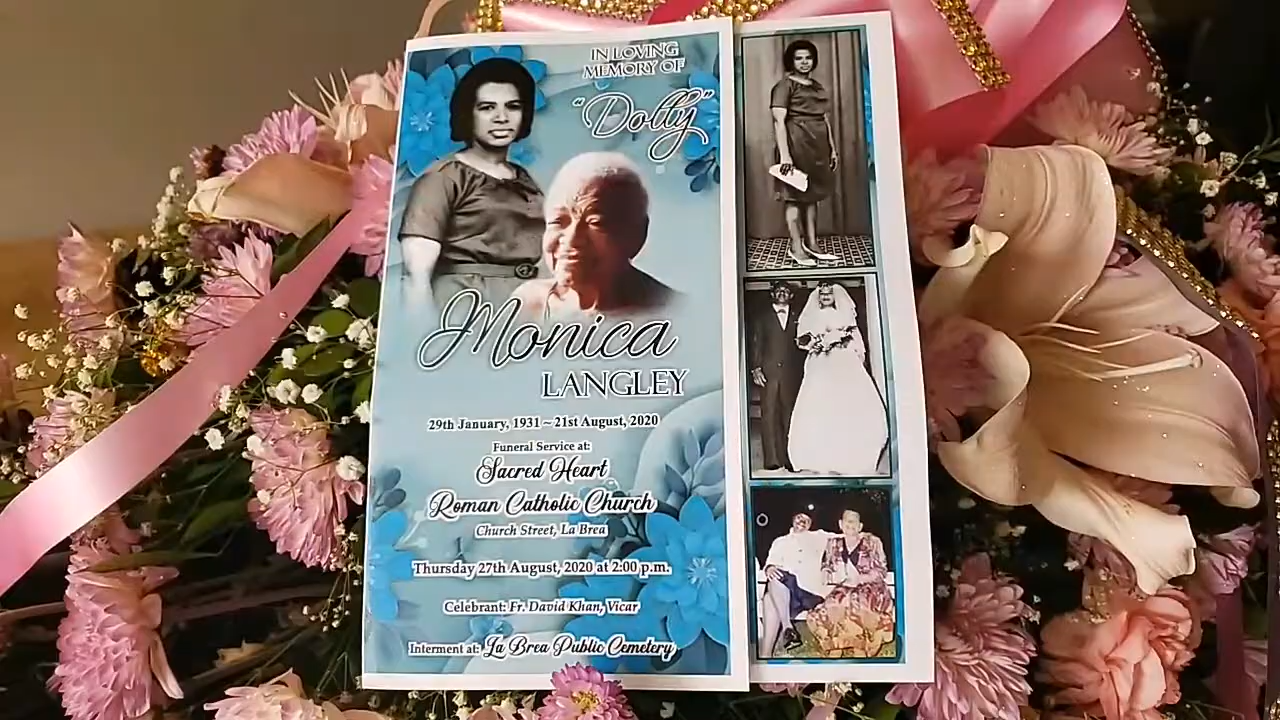 IN LOVING
MEMORY OF
“Dolly”
Monica
LANGLEY
29th January, 1931 ~ 21st August, 2020
Funeral Service at:
Sacred Heart
Roman Catholic Church
Church Street, La Brea
Thursday 27th August, 2020 at 2:00 p.m.
Celebrant: Fr. David Khan, Vicar
Interment at: La Brea Public Cemetery